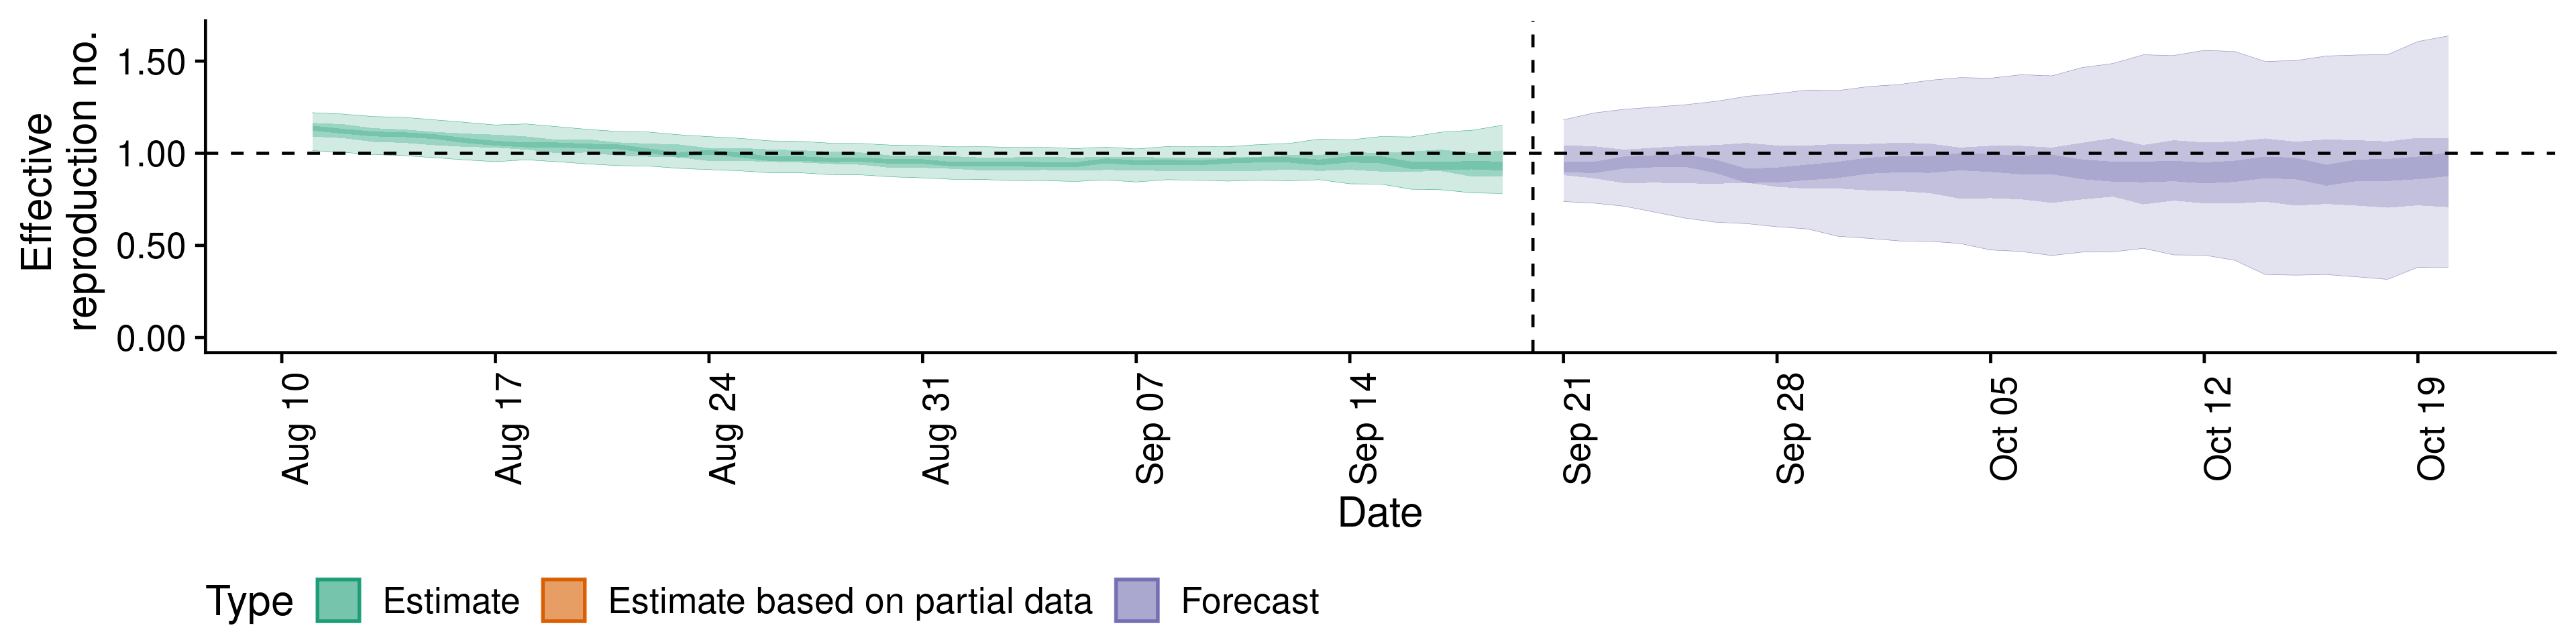 Effective
reproduction no.
1.50
1.00
0.50
0.00
Aug 10
Aug 17
Aug 24
Aug 31
Sep 07
Sep 14
Sep 21
Sep 28
Oct 05
Oct 12
Oct 19
Date
Type Estimate Estimate based on partial data Forecast